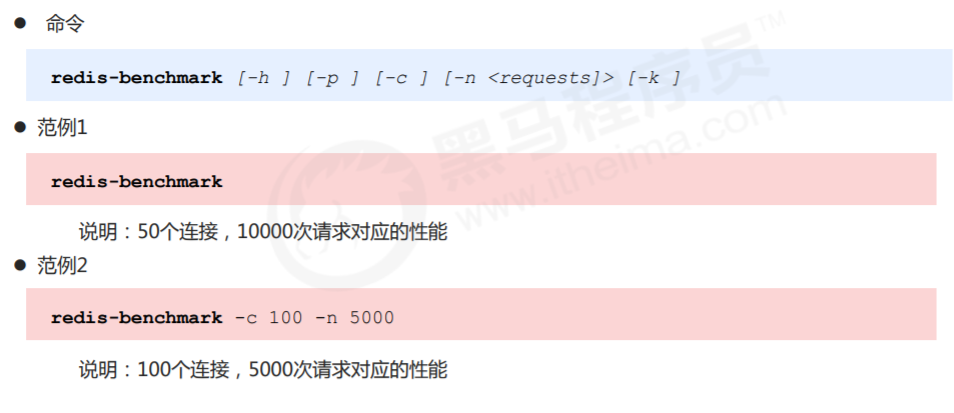 ● 命令
redis-benchmark [-h ] [-p ] [-c ] [-n <requests]> [-k ]
● 范例1
redis-benchmark
说明：50个连接，10000次请求对应的性能
● 范例2
redis-benchmark -c 100 -n 5000
说明：100个连接，5000次请求对应的性能
黑马程序员™
www.itheima.com